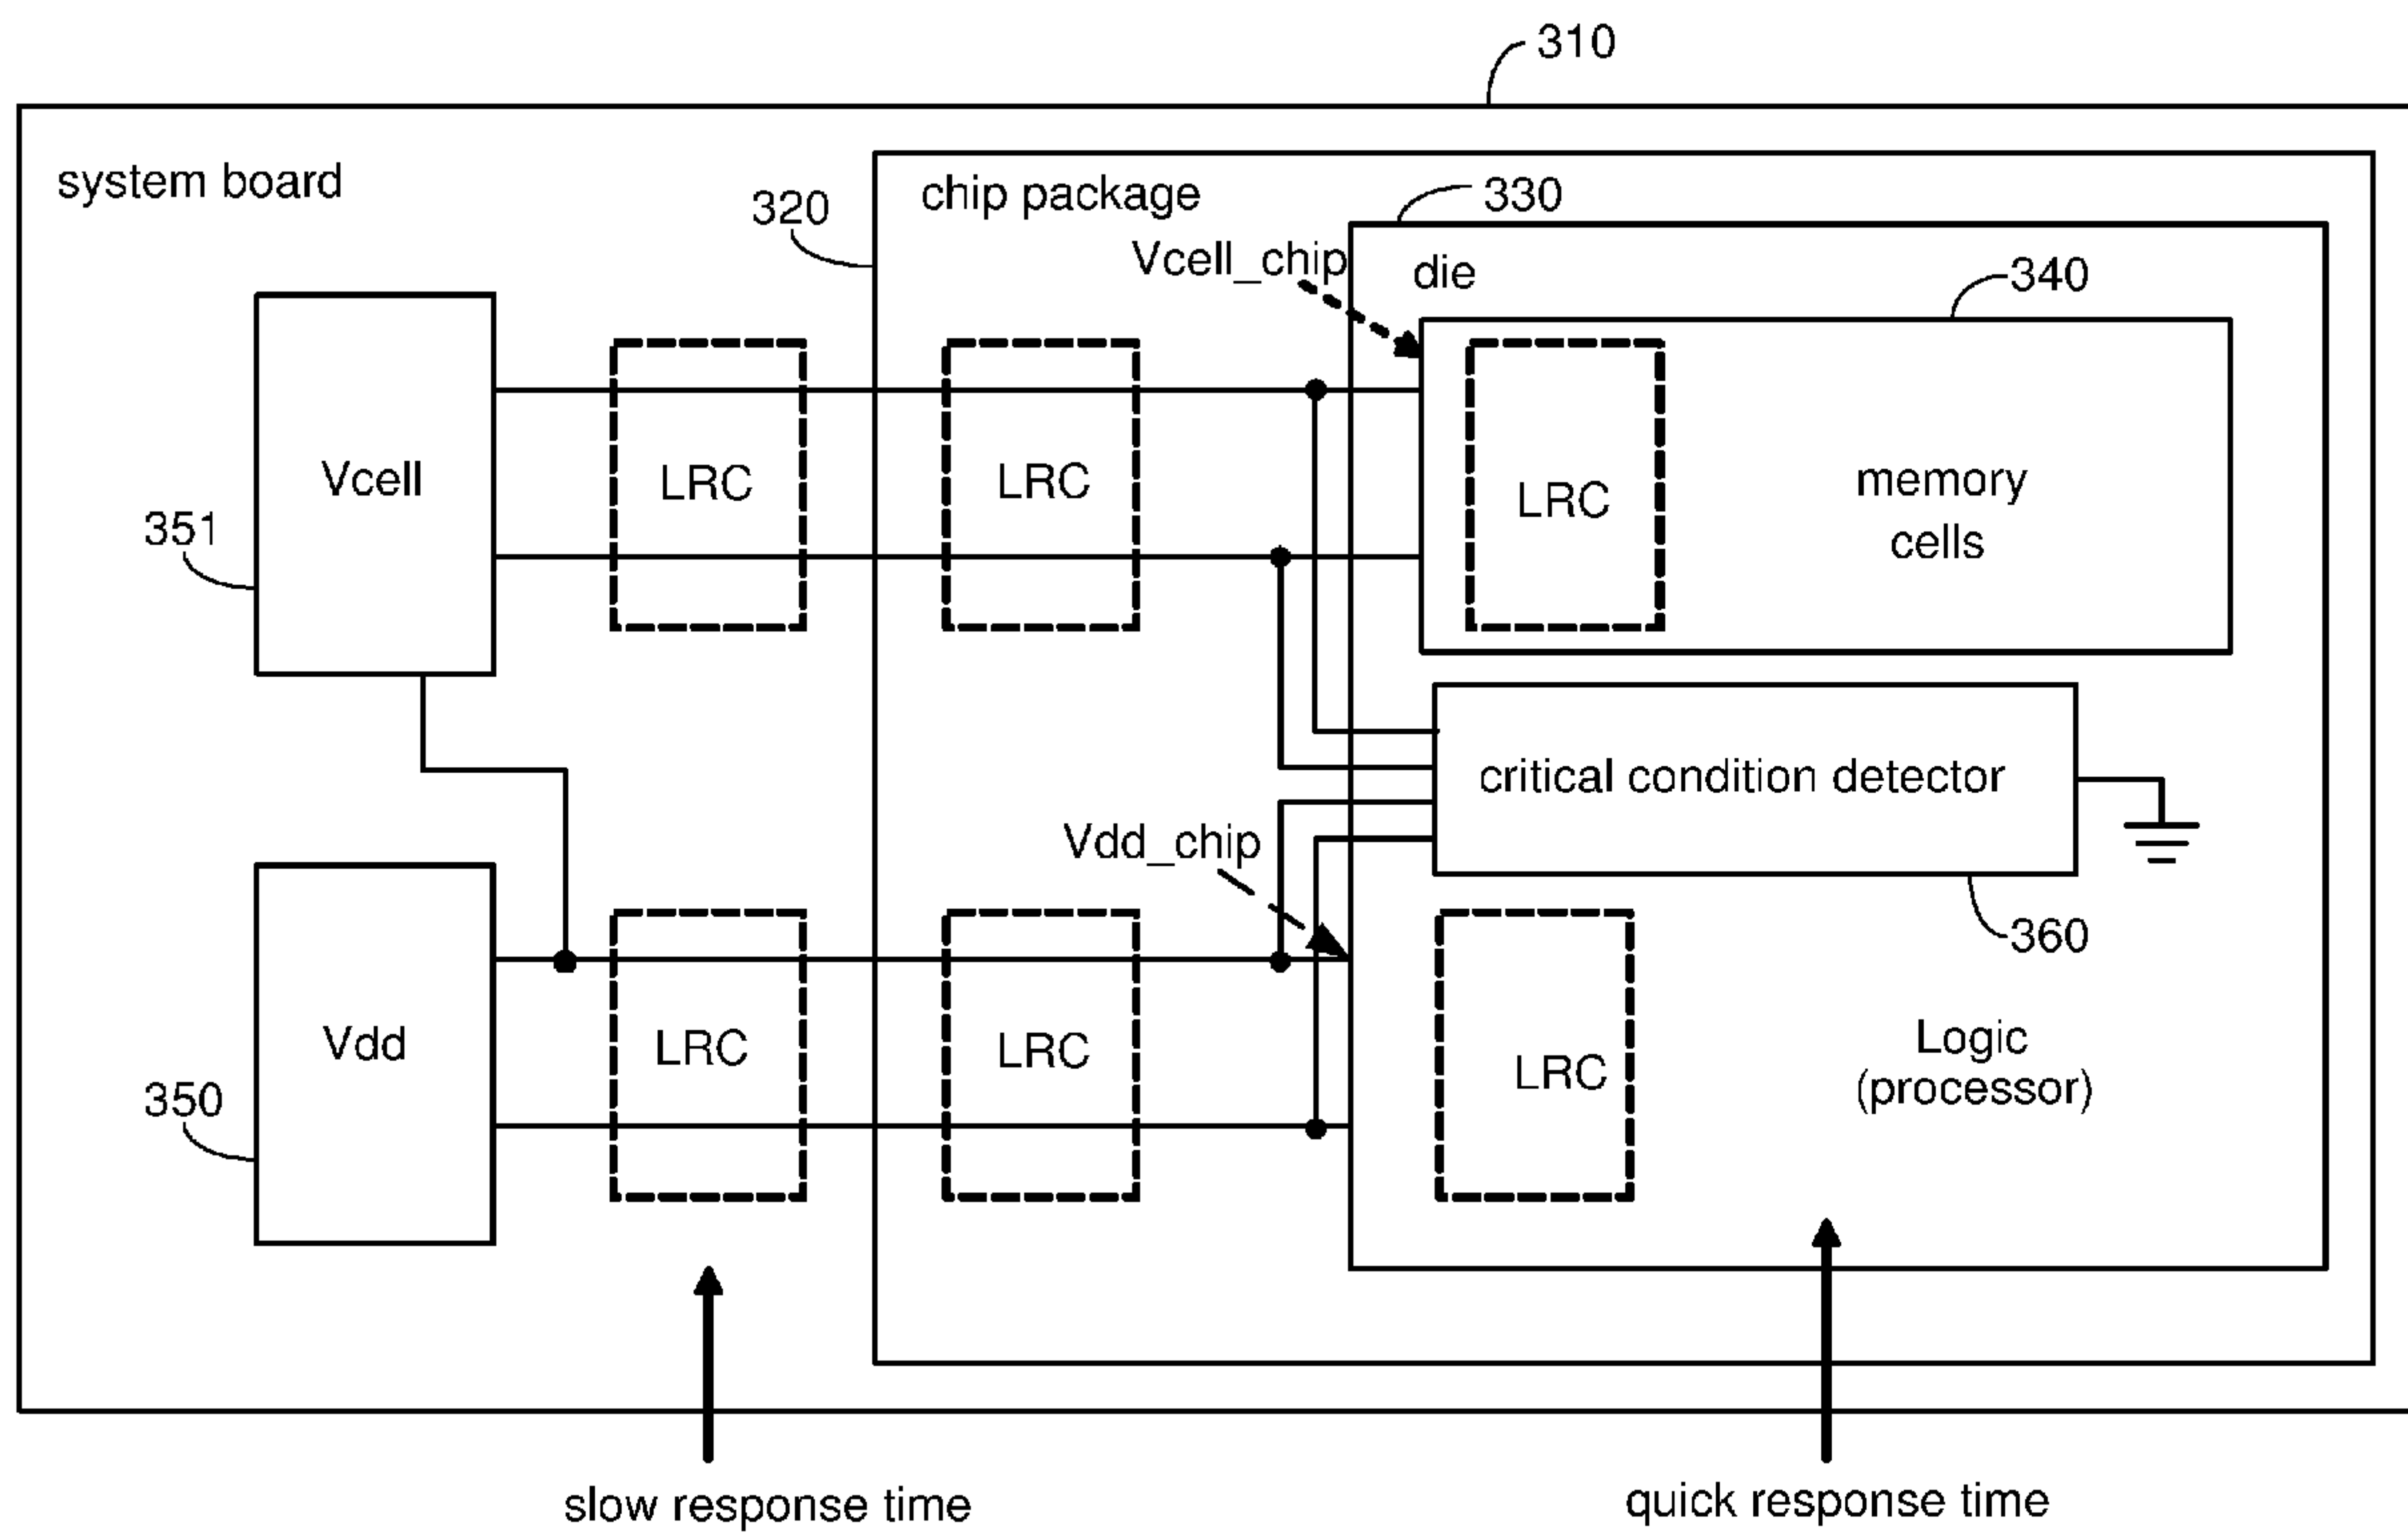 310
system board
320
chip package
330
Vcell_chip
die
340
Vcell
LRC
LRC
LRC
memory
cells
351
critical condition detector
Vdd_chip
360
Vdd
LRC
LRC
LRC
Logic
(processor)
350
slow response time
quick response time